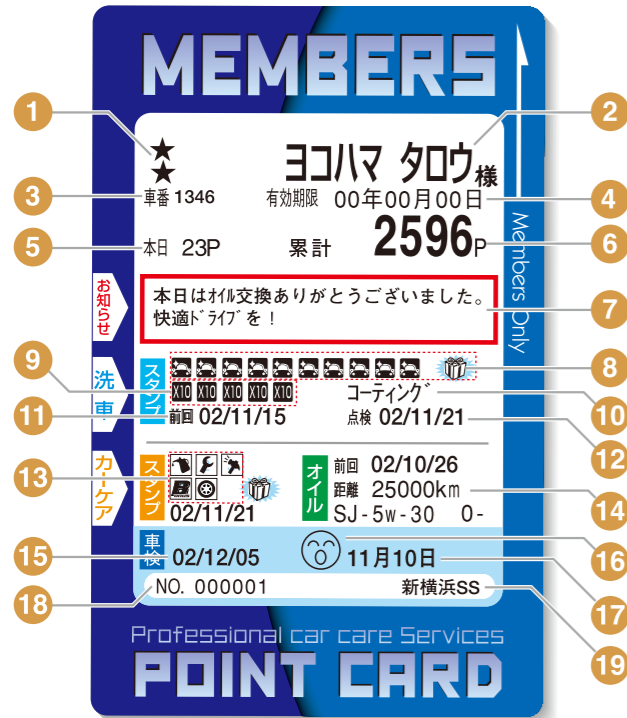 MEMBERS
1
★
★
2
ヨコハマ タロウ様
3
車番 1346
有効期限 00年00月00日
4
5
本日 23P
累計 2596P
6
Members Only
お知らせ
本日はｵｲﾙ交換ありがとうございました。
快適ﾄﾞﾗｲﾌﾞを！
7
洗車
スタンプ
8
9
X10 X10 X10 X10 X10
コーティングﾞ
10
11
前回 02/11/15
点検 02/11/21
12
カーケア
スタンプ
13
B
02/11/21
オイル
前回 02/10/26
距離 25000km
SJ-5w-30 0-
14
15
車検 02/12/05
16
11月10日
17
18
NO. 000001
新横浜SS
19
Professional car care Services
POINT CARD